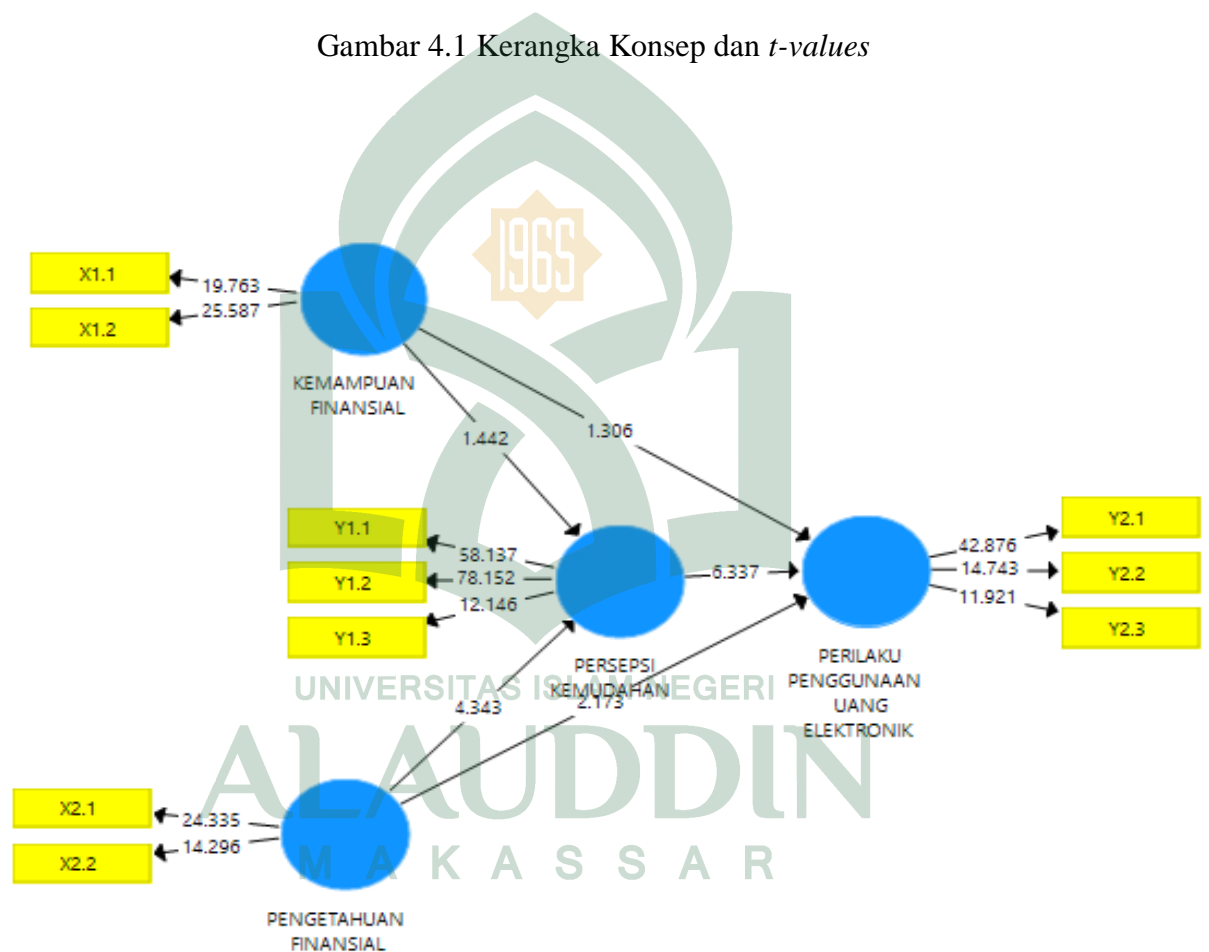 Gambar 4.1 Kerangka Konsep dan t-values
1965
X1.1
19.763
X1.2
25.587
KEMAMPUAN
FINANSIAL
1.442
1.306
Y1.1
58.137
Y1.2
78.152
Y1.3
12.146
6.337
Y2.1
42.876
Y2.2
14.743
Y2.3
11.921
PERSEPSI
KEMUDAHAN
PERILAKU
PENGGUNAAN
UANG
ELEKTRONIK
UNIVERSITAS ISLAM NEGERI
4.343
2.173
ALAUDDIN
MAKASSAR
X2.1
24.335
X2.2
14.296
PENGETAHUAN
FINANSIAL